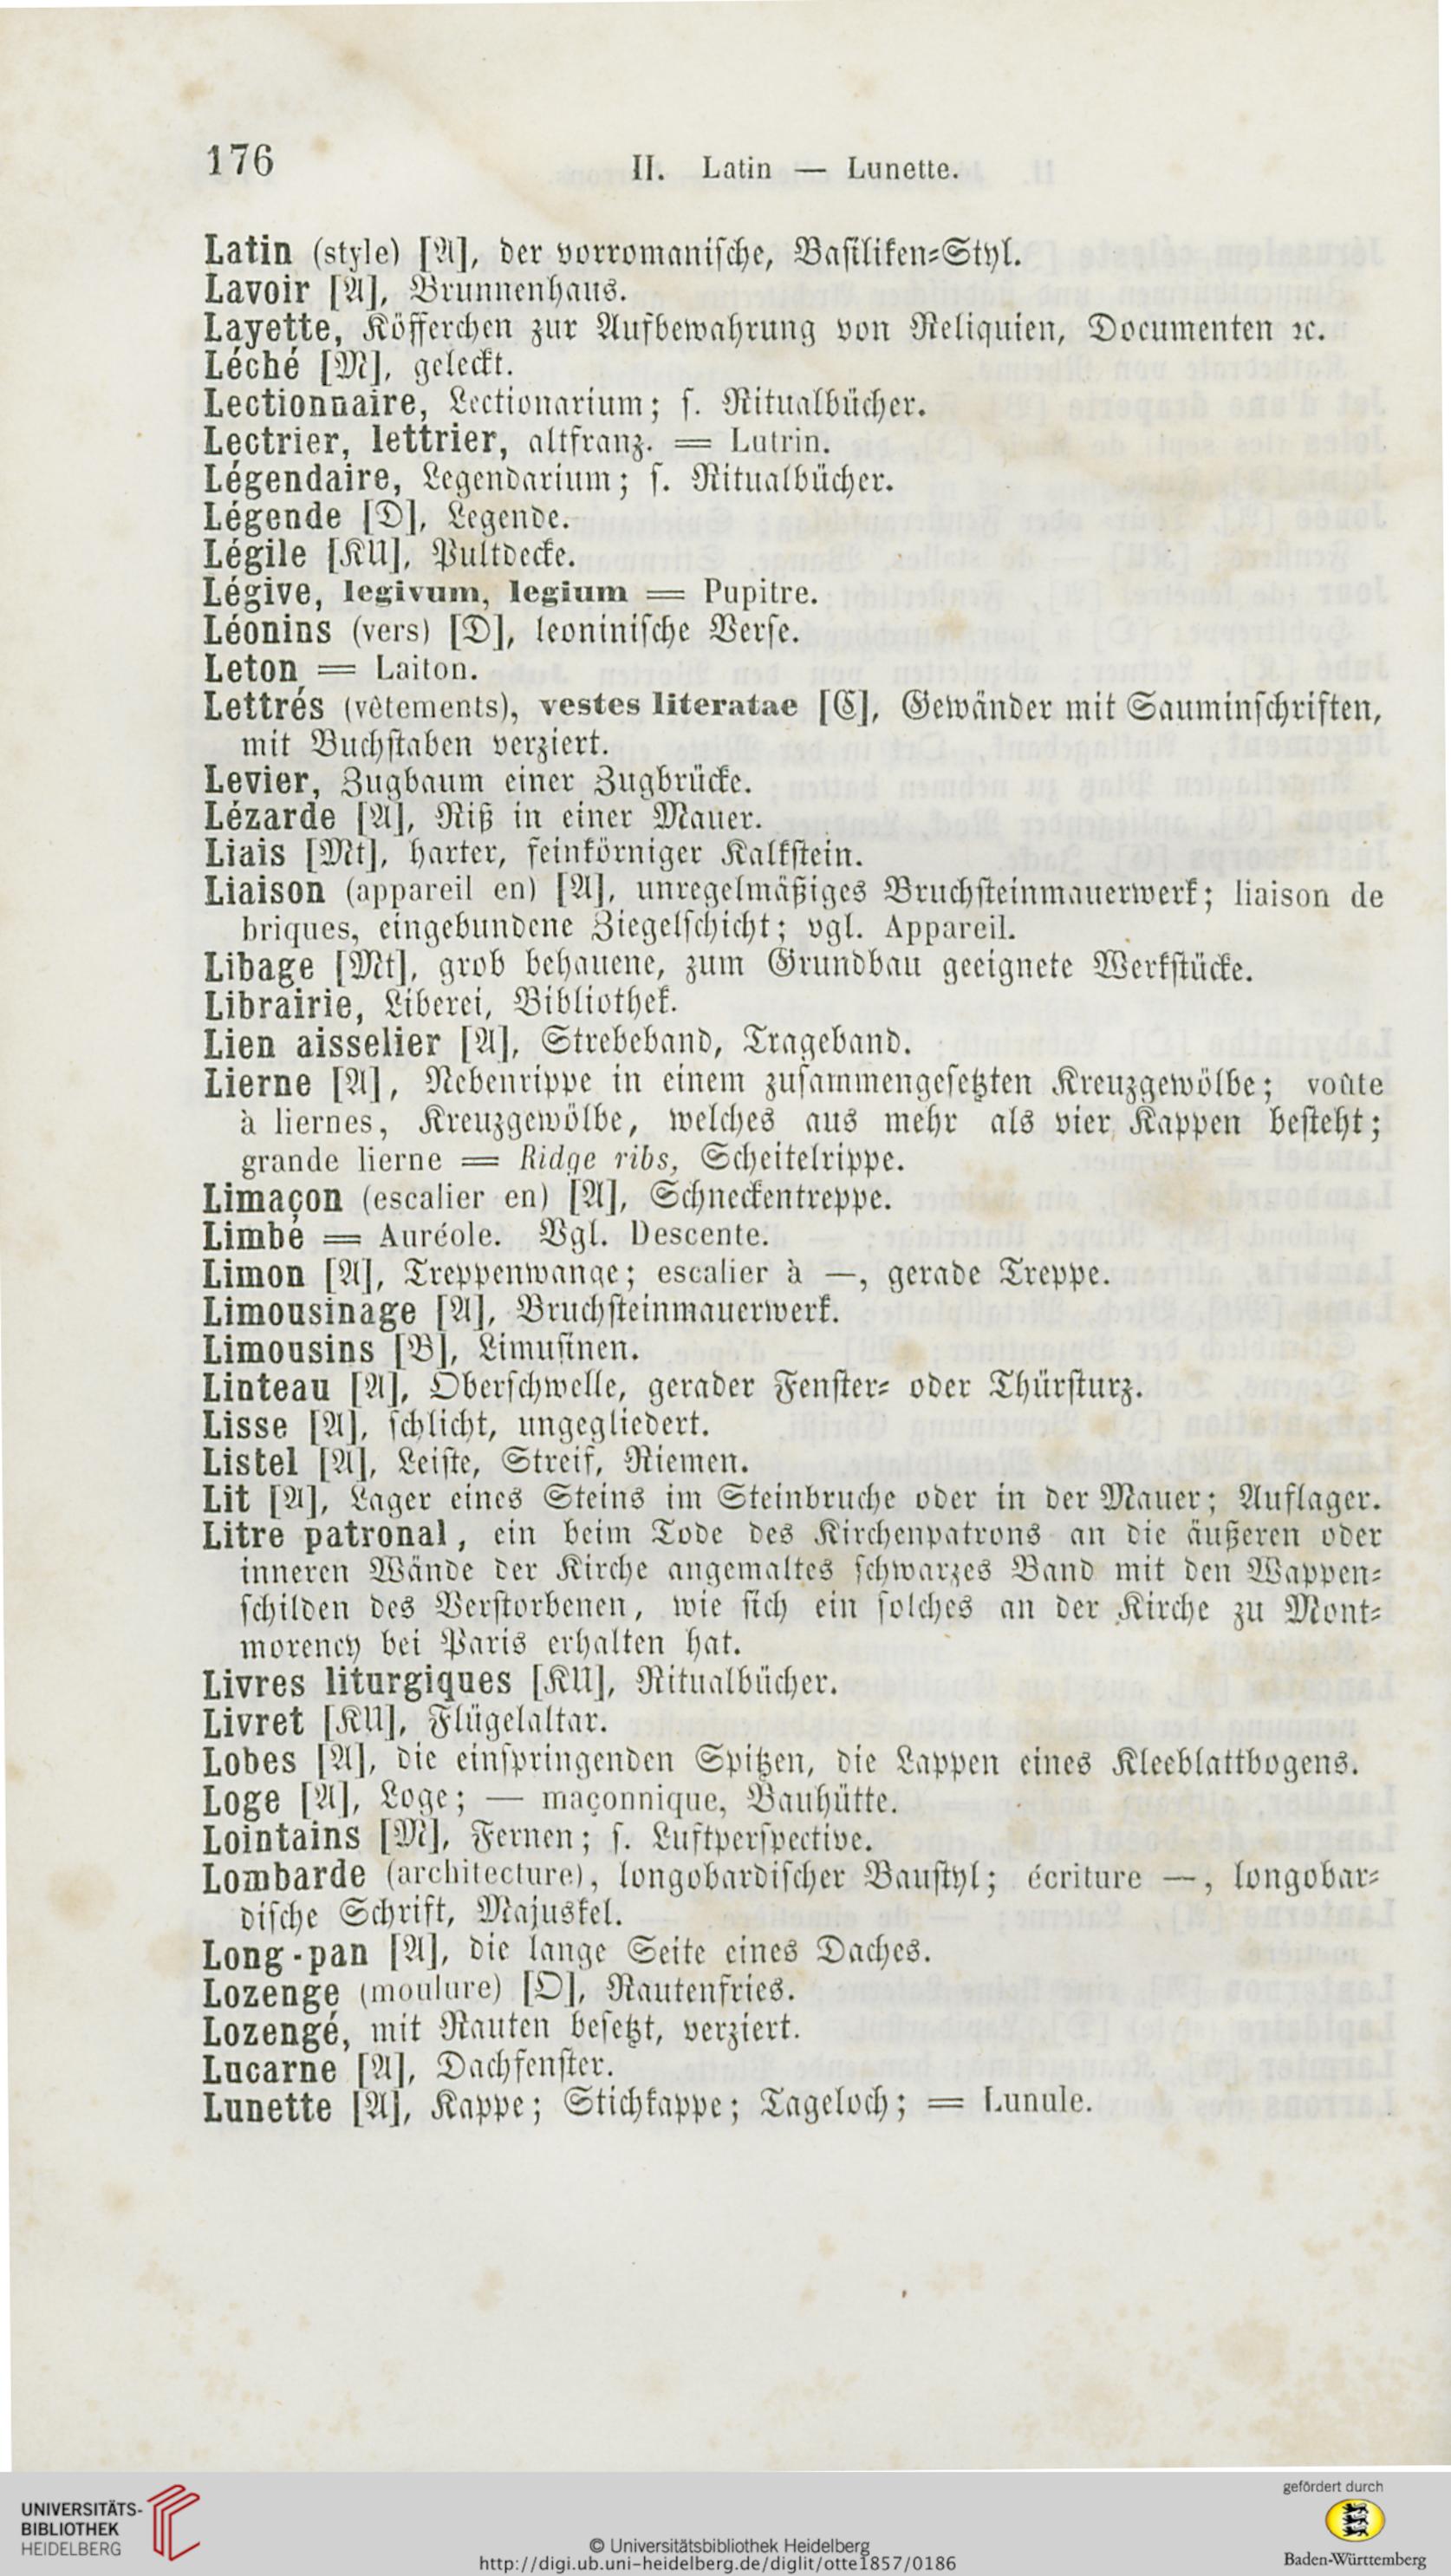 176
II. Latin — Lunette.
Latin (style) [A], der vorromanische, Basiliken-Styl.
Lavoir [A], Brunnenhaus.
Layette, Köfferchen zur Aufbewahrung von Reliquien, Documenten ꝛc.
Léché [M], geleckt.
Lectionnaire, Lectionarium; s. Ritualbücher.
Lectrier, lettrier, altfranz. = Lutrin.
Légendaire, Legendarium; s. Ritualbücher.
Légende [D], Legende.
Légile [KU], Pultdecke.
Légive, legivum, legium = Pupitre.
Léonins (vers) [D], leoninische Verse.
Leton = Laiton.
Lettrés (vêtements), vestes literatae [C], Gewänder mit Sauminschriften,
mit Buchstaben verziert.
Levier, Zugbaum einer Zugbrücke.
Lézarde [A], Riß in einer Mauer.
Liais [Mt], harter, feinkörniger Kalkstein.
Liaison (appareil en) [A], unregelmäßiges Bruchsteinmauerwerk; liaison de
briques, eingebundene Ziegelschicht; vgl. Appareil.
Libage [Mt], grob behauene, zum Grundbau geeignete Werkstücke.
Librairie, Liberei, Bibliothek.
Lien aisselier [A], Strebeband, Trageband.
Lierne [A], Nebenrippe in einem zusammengesetzten Kreuzgewölbe; voûte
à liernes, Kreuzgewölbe, welches aus mehr als vier Kappen besteht;
grande lierne = Ridge ribs, Scheitelrippe.
Limaçon (escalier en) [A], Schneckentreppe.
Limbe = Auréole. Vgl. Descente.
Limon [A], Treppenwange; escalier à —, gerade Treppe.
Limousinage [A], Bruchsteinmauerwerk.
Limousins [B], Limusinen.
Linteau [A], Oberschwelle, gerader Fenster- oder Thürsturz.
Lisse [A], schlicht, ungegliedert.
Listel [A], Leiste, Streif, Riemen.
Lit [A], Lager eines Steins im Steinbruche oder in der Mauer; Auflager.
Litre patronal, ein beim Tode des Kirchenpatrons an die äußeren oder
inneren Wände der Kirche angemaltes schwarzes Band mit den Wappen-
schilden des Verstorbenen, wie sich ein solches an der Kirche zu Mont-
morency bei Paris erhalten hat.
Livres liturgiques [KU], Ritualbücher.
Livret [KU], Flügelaltar.
Lobes [A], die einspringenden Spitzen, die Lappen eines Kleeblattbogens.
Loge [A], Loge; — maçonnique, Bauhütte.
Lointains [M], Fernen; s. Luftperspective.
Lombarde (architecture), longobardischer Baustyl; écriture —, longobar-
dische Schrift, Majuskel.
Long-pan [A], die lange Seite eines Daches.
Lozenge (moulure) [O], Rautenfries.
Lozengé, mit Rauten besetzt, verziert.
Lucarne [A], Dachfenster.
Lunette [A], Kappe; Stichkappe; Tageloch; = Lunule.
UNIVERSITÄTS-
BIBLIOTHEK
HEIDELBERG
© Universitätsbibliothek Heidelberg
http://digi.ub.uni-heidelberg.de/diglit/otte1857/0186
gefördert durch
Baden-Württemberg